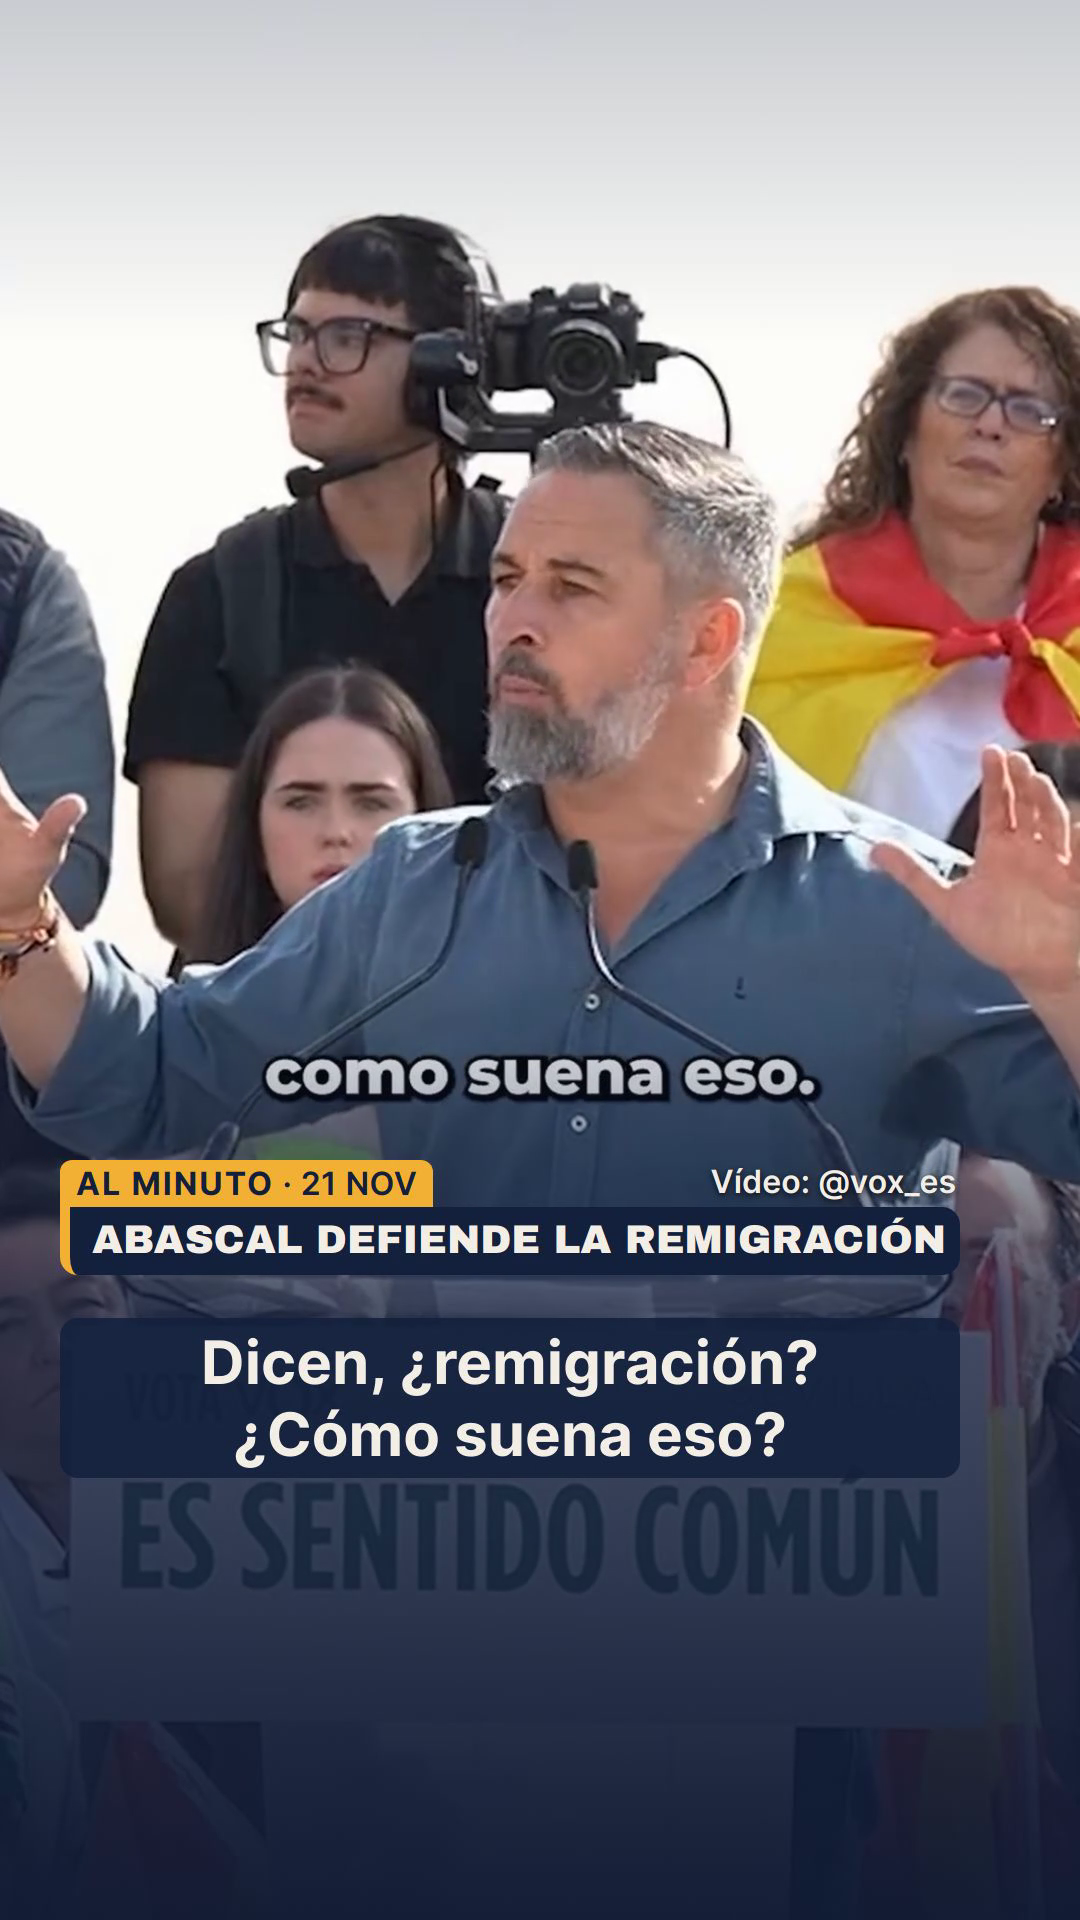 como suena eso.
AL MINUTO · 21 NOV
Vídeo: @vox_es
ABASCAL DEFIENDE LA REMIGRACIÓN
Dicen, ¿remigración?
¿Cómo suena eso?
ES SENTIDO COMÚN